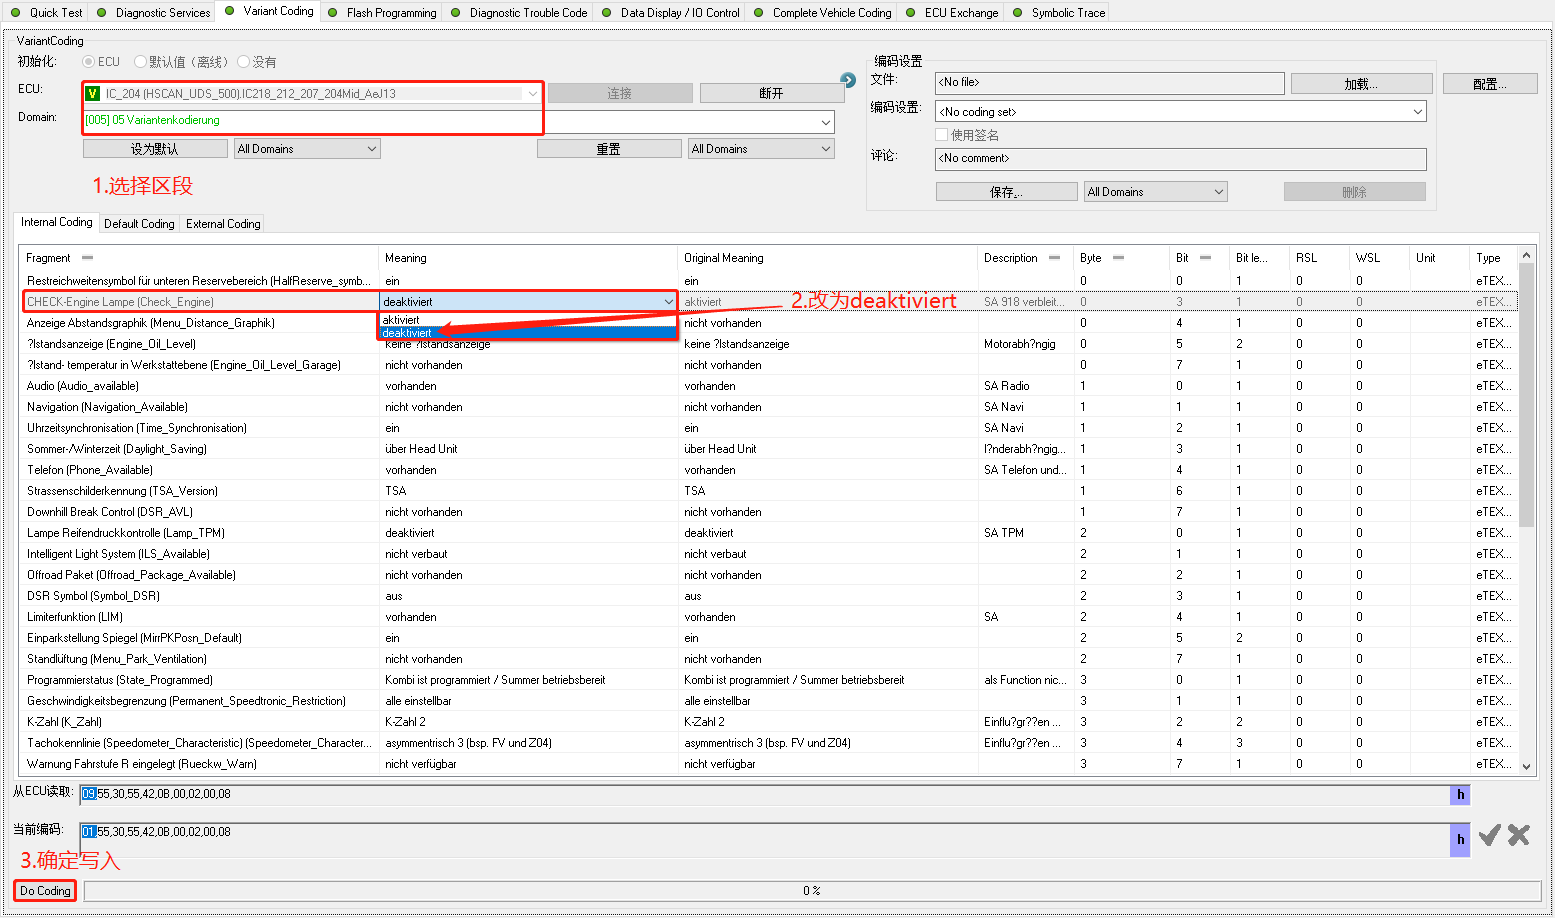 Quick Test Diagnostic Services Variant Coding Flash Programming Diagnostic Trouble Code Data Display / IO Control Complete Vehicle Coding ECU Exchange Symbolic Trace
VariantCoding
初始化: ECU 默认值（离线） 没有
ECU: V IC_204 (HSCAN_UDS_500).IC218_212_207_204Mid_AeJ13 连接 断开
Domain: [005] 05 Variantenkodierung
设为默认 All Domains 重置 All Domains
1.选择区段
编码设置
文件: <No file> 加载... 配置...
编码设置: <No coding set>
使用签名
评论: <No comment>
保存... All Domains 删除
Internal Coding Default Coding External Coding
Fragment Meaning Original Meaning Description Byte Bit Bit le... RSL WSL Unit Type
Restreichweitensymbol für unteren Reservebereich (HalfReserve_symb... ein ein 0 0 1 0 0 eTEX...
CHECK-Engine Lampe (Check_Engine) deaktiviert aktiviert SA 918 verbleit... 0 3 1 0 0 eTEX...
2.改为deaktiviert
aktiviert
deaktiviert
Anzeige Abstandsgraphik (Menu_Distance_Graphik) nicht vorhanden 0 4 1 0 0 eTEX...
?lstandsanzeige (Engine_Oil_Level) keine ?lstandsanzeige keine ?lstandsanzeige Motorabh?ngig 0 5 2 0 0 eTEX...
?lstand- temperatur in Werkstattebene (Engine_Oil_Level_Garage) nicht vorhanden nicht vorhanden 0 7 1 0 0 eTEX...
Audio (Audio_available) vorhanden vorhanden SA Radio 1 0 1 0 0 eTEX...
Navigation (Navigation_Available) nicht vorhanden nicht vorhanden SA Navi 1 1 1 0 0 eTEX...
Uhrzeitsynchronisation (Time_Synchronisation) ein ein SA Navi 1 2 1 0 0 eTEX...
Sommer-/Winterzeit (Daylight_Saving) über Head Unit über Head Unit l?nderabh?ngig... 1 3 1 0 0 eTEX...
Telefon (Phone_Available) vorhanden vorhanden SA Telefon und... 1 4 1 0 0 eTEX...
Strassenschilderkennung (TSA_Version) TSA TSA 1 6 1 0 0 eTEX...
Downhill Break Control (DSR_AVL) nicht vorhanden nicht vorhanden 1 7 1 0 0 eTEX...
Lampe Reifendruckkontrolle (Lamp_TPM) deaktiviert deaktiviert SA TPM 2 0 1 0 0 eTEX...
Intelligent Light System (ILS_Available) nicht verbaut nicht verbaut 2 1 1 0 0 eTEX...
Offroad Paket (Offroad_Package_Available) nicht vorhanden nicht vorhanden 2 2 1 0 0 eTEX...
DSR Symbol (Symbol_DSR) aus aus 2 3 1 0 0 eTEX...
Limiterfunktion (LIM) vorhanden vorhanden SA 2 4 1 0 0 eTEX...
Einparkstellung Spiegel (MirrPKPosn_Default) ein ein 2 5 2 0 0 eTEX...
Standlüftung (Menu_Park_Ventilation) nicht vorhanden nicht vorhanden 2 7 1 0 0 eTEX...
Programmierstatus (State_Programmed) Kombi ist programmiert / Summer betriebsbereit Kombi ist programmiert / Summer betriebsbereit als Function nic... 3 0 1 0 0 eTEX...
Geschwindigkeitsbegrenzung (Permanent_Speedtronic_Restriction) alle einstellbar alle einstellbar 3 1 1 0 0 eTEX...
K-Zahl (K_Zahl) K-Zahl 2 K-Zahl 2 Einflu?gr??en ... 3 2 2 0 0 eTEX...
Tachokennlinie (Speedometer_Characteristic) (Speedometer_Character... asymmentrisch 3 (bsp. FV und Z04) asymmentrisch 3 (bsp. FV und Z04) Einflu?gr??en ... 3 4 3 0 0 eTEX...
Warnung Fahrstufe R eingelegt (Rueckw_Warn) nicht verfügbar nicht verfügbar 3 7 1 0 0 eTEX...
从ECU读取: 09,55,30,55,42,0B,00,02,00,08 h
当前编码: 01,55,30,55,42,0B,00,02,00,08 h
3.确定写入
Do Coding 0 %